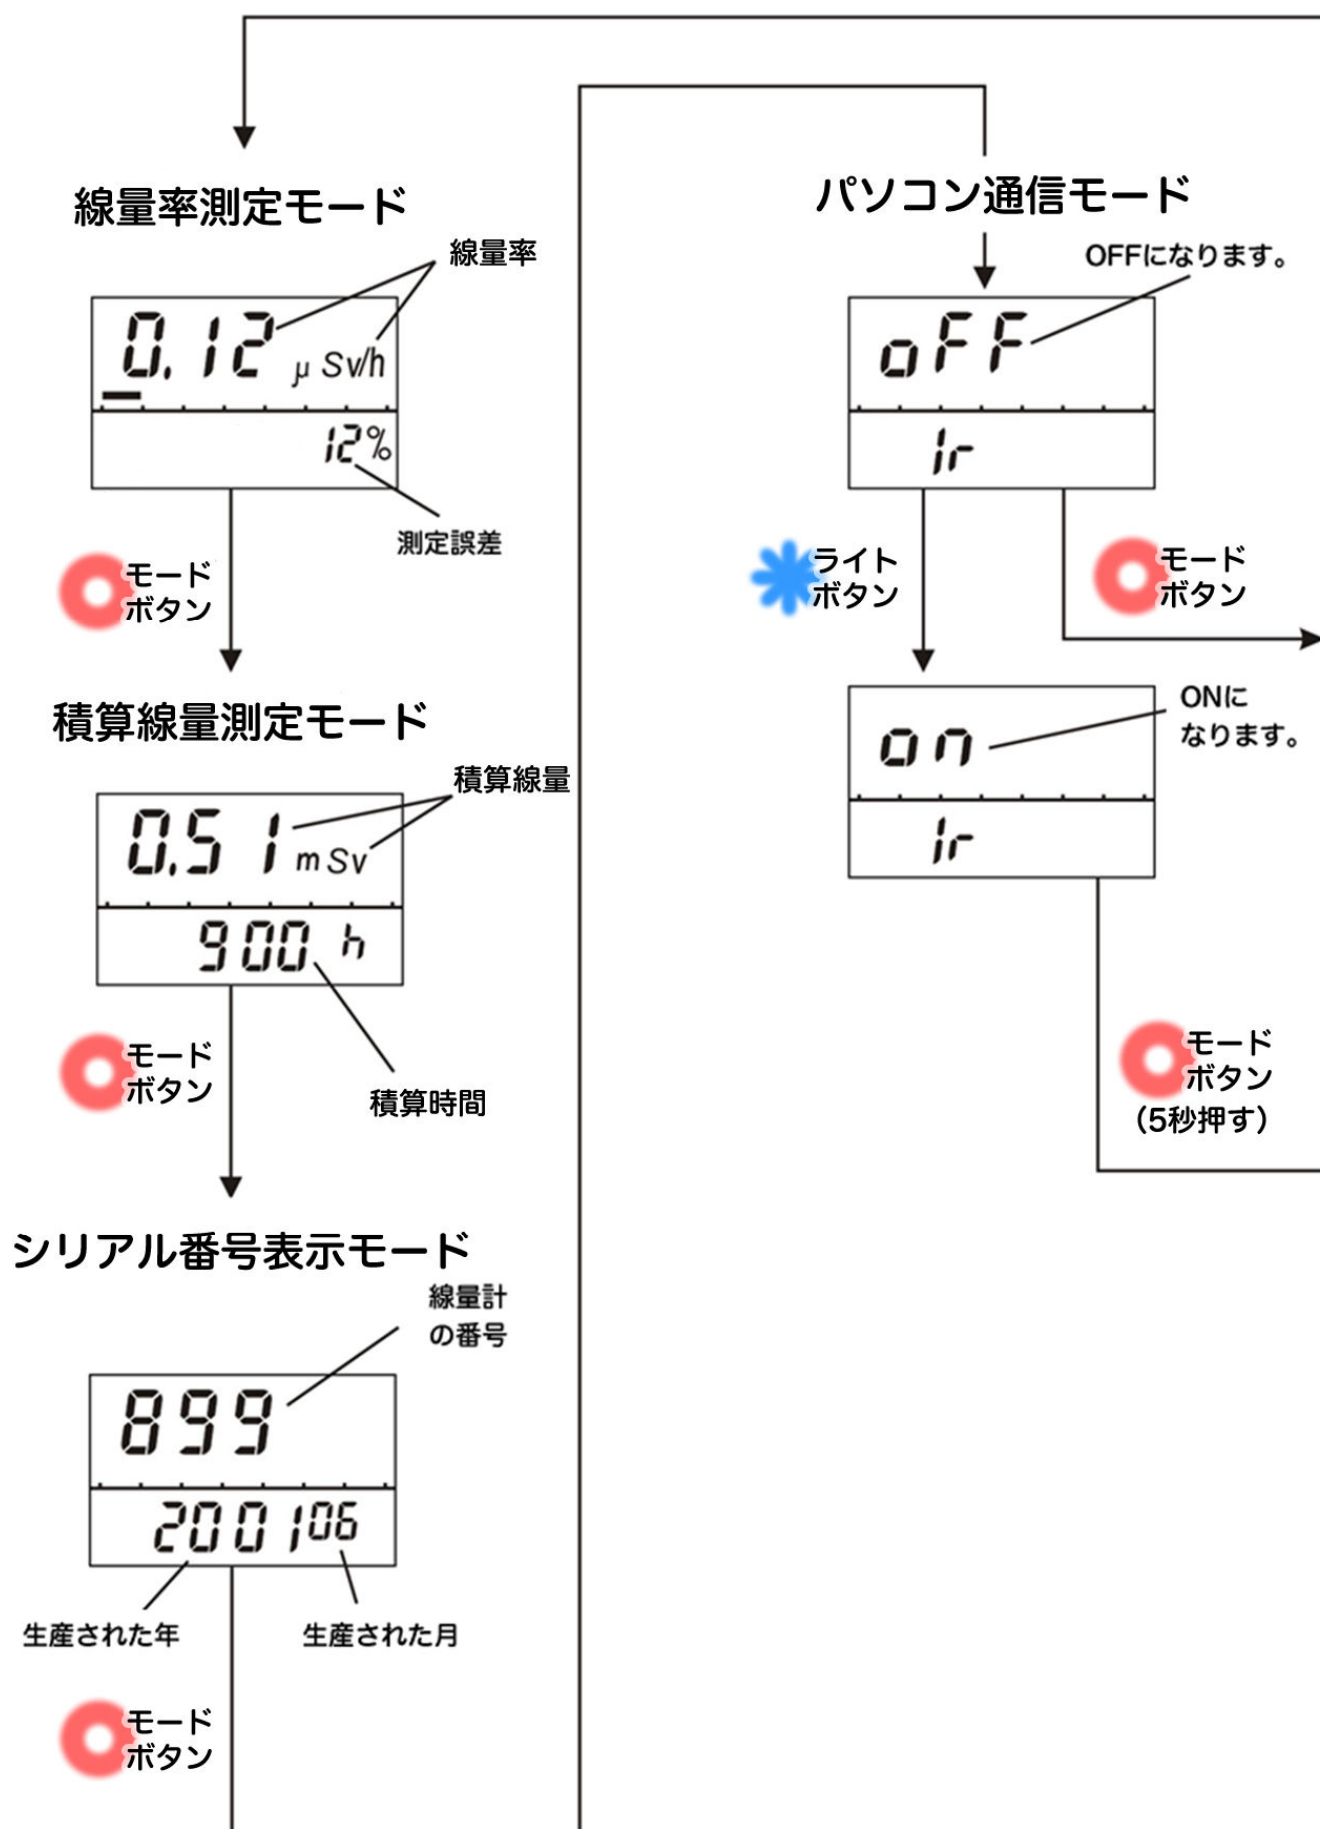 線量率測定モード
線量率
0.12 μSv/h
12%
測定誤差
モード
ボタン
積算線量測定モード
積算線量
0.51 mSv
900 h
モード
ボタン
積算時間
シリアル番号表示モード
線量計
の番号
899
2001 06
生産された年
生産された月
モード
ボタン
パソコン通信モード
OFFになります。
oFF
Ir
ライト
ボタン
モード
ボタン
ONに
なります。
on
Ir
モード
ボタン
(5秒押す)